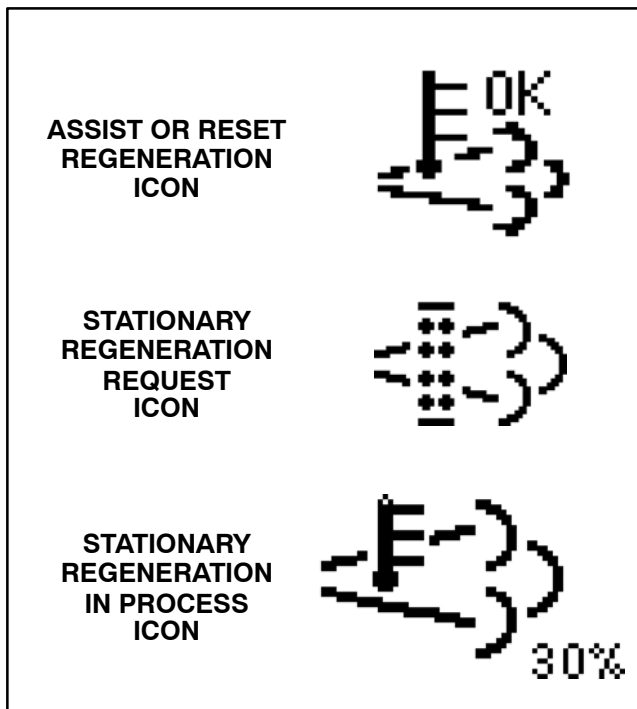 ASSIST OR RESET
REGENERATION
ICON
OK
STATIONARY
REGENERATION
REQUEST
ICON
STATIONARY
REGENERATION
IN PROCESS
ICON
30%